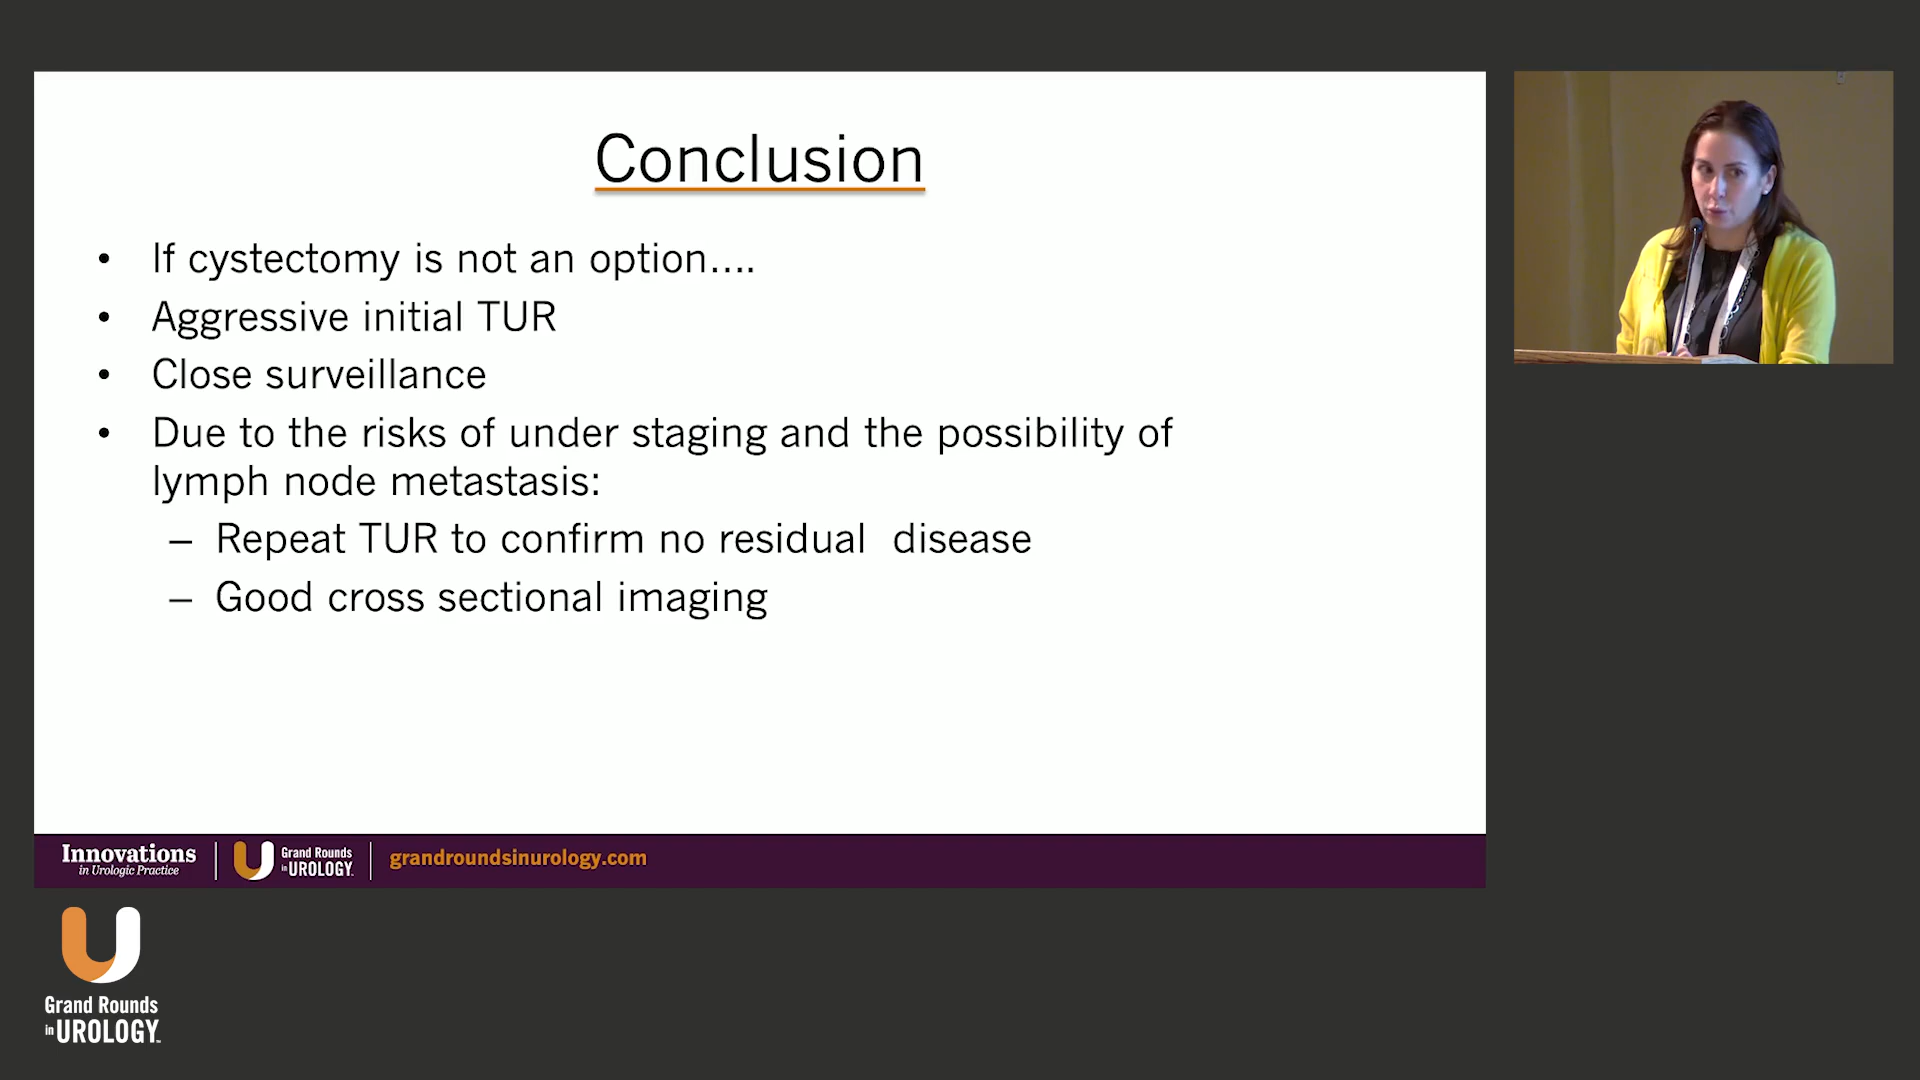 Conclusion
• If cystectomy is not an option....
• Aggressive initial TUR
• Close surveillance
• Due to the risks of under staging and the possibility of
lymph node metastasis:
– Repeat TUR to confirm no residual  disease
– Good cross sectional imaging
Innovations
in Urologic Practice
Grand Rounds
in UROLOGY
grandroundsinurology.com
Grand Rounds
in UROLOGY